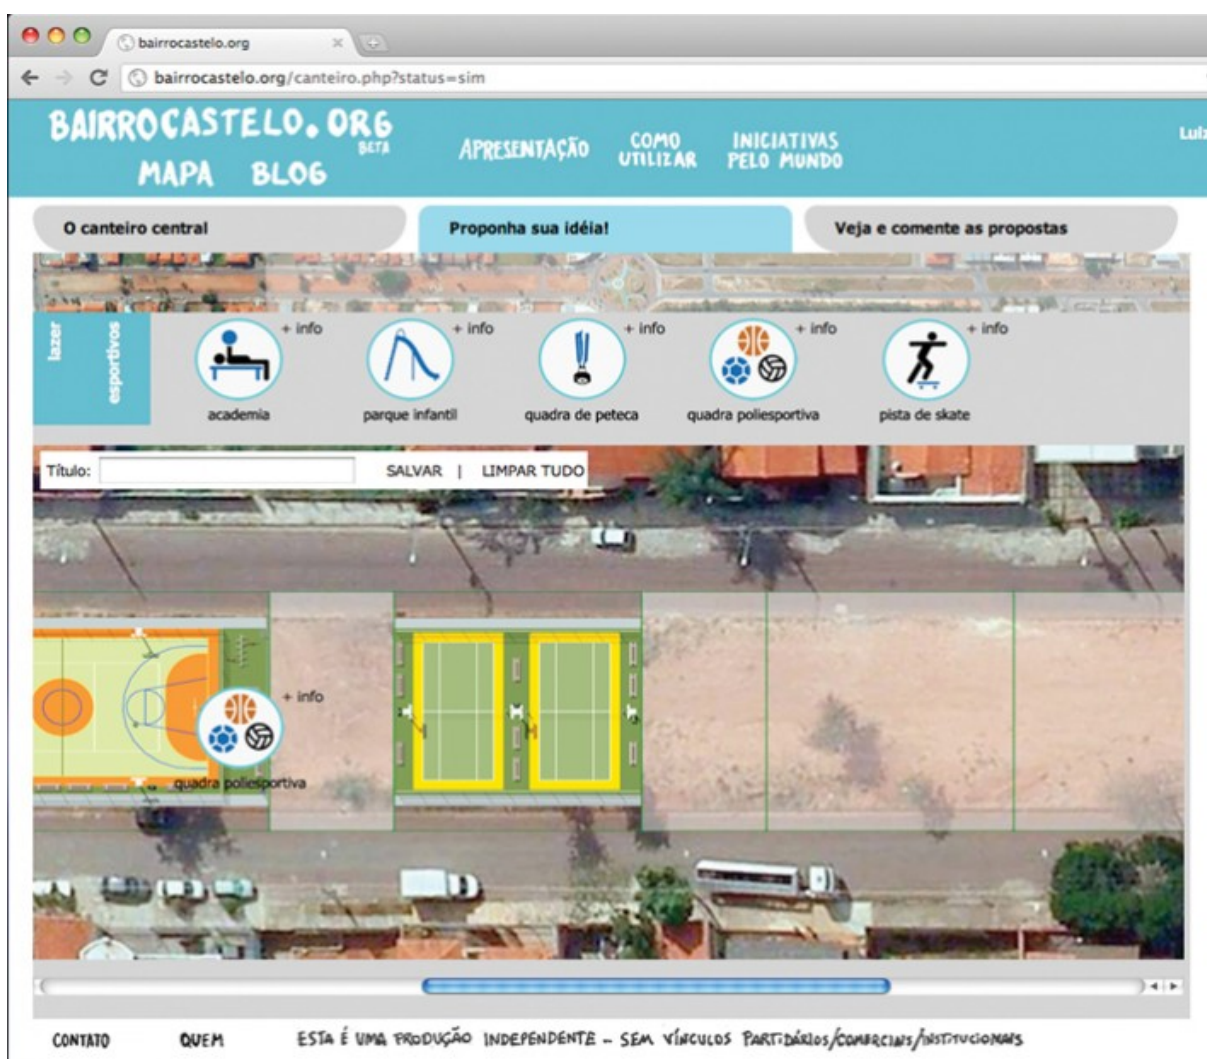 bairrocastelo.org
bairrocastelo.org/canteiro.php?status=sim
BAIRROCASTELO.ORG
BETA
MAPA BLOG
APRESENTAÇÃO
COMO UTILIZAR
INICIATIVAS PELO MUNDO
O canteiro central
Proponha sua idéia!
Veja e comente as propostas
lazer
esportivos
+ info
+ info
+ info
+ info
+ info
academia
parque infantil
quadra de peteca
quadra poliesportiva
pista de skate
Título:
SALVAR | LIMPAR TUDO
+ info
quadra poliesportiva
CONTATO
QUEM
ESTA É UMA PRODUÇÃO INDEPENDENTE - SEM VÍNCULOS PARTIDÁRIOS/COMERCIAIS/INSTITUCIONAIS